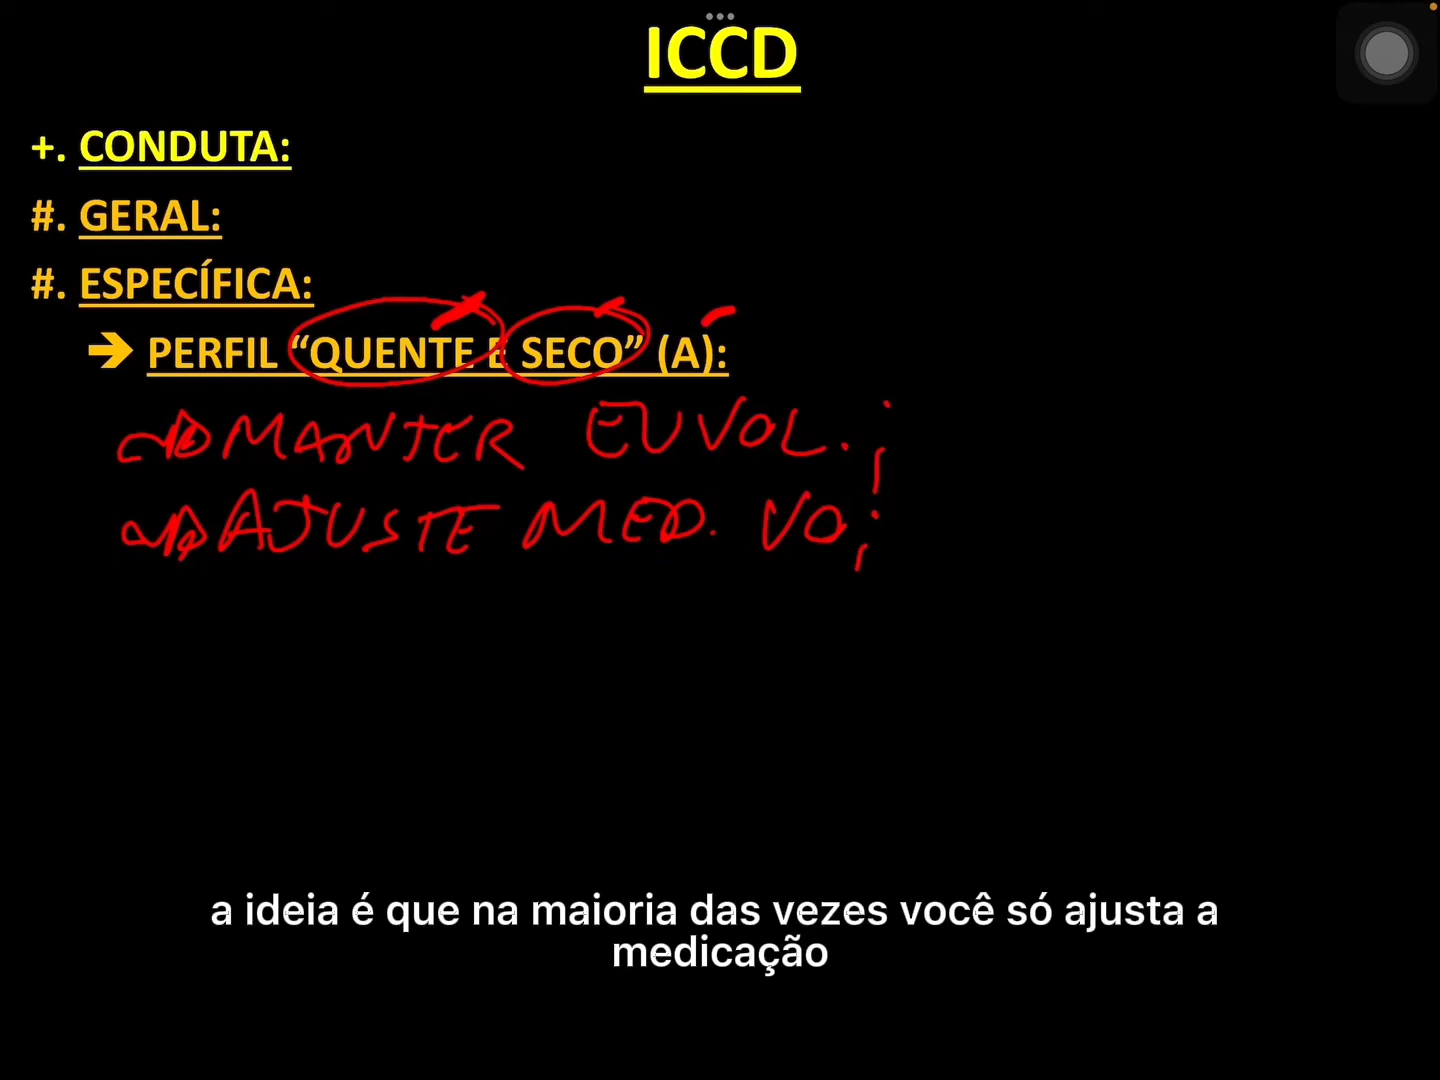 ICCD
+. CONDUTA:
#. GERAL:
#. ESPECÍFICA:
➔ PERFIL “QUENTE E SECO” (A):
MANTER EUVOL. ;
AJUSTE MED. VO;
a ideia é que na maioria das vezes você só ajusta a
medicação